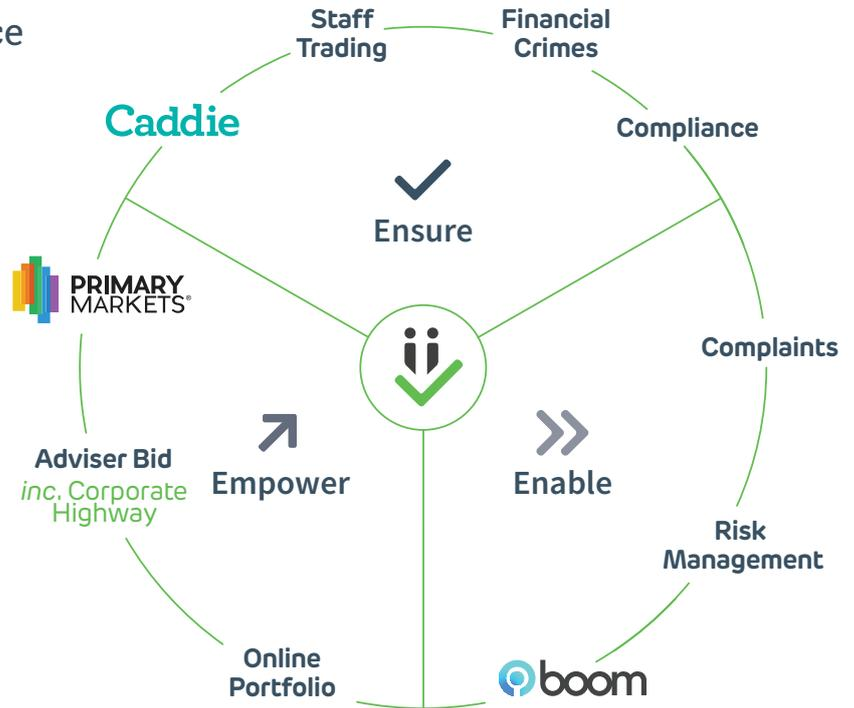 ce
Staff
Trading
Financial
Crimes
Caddie
Compliance
Ensure
PRIMARY
MARKETS®
Complaints
Adviser Bid
inc. Corporate
Highway
Empower
Enable
Risk
Management
Online
Portfolio
boom